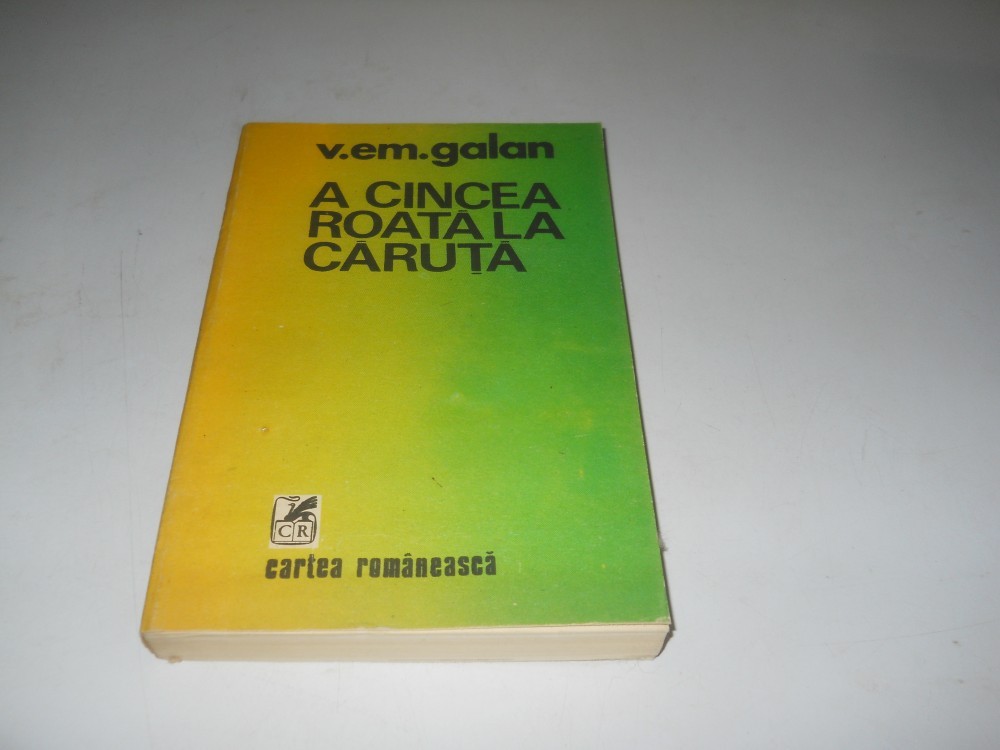 v.em.galan
A CINCEA
ROATĂ LA
CĂRUȚĂ
CR
cartea românească